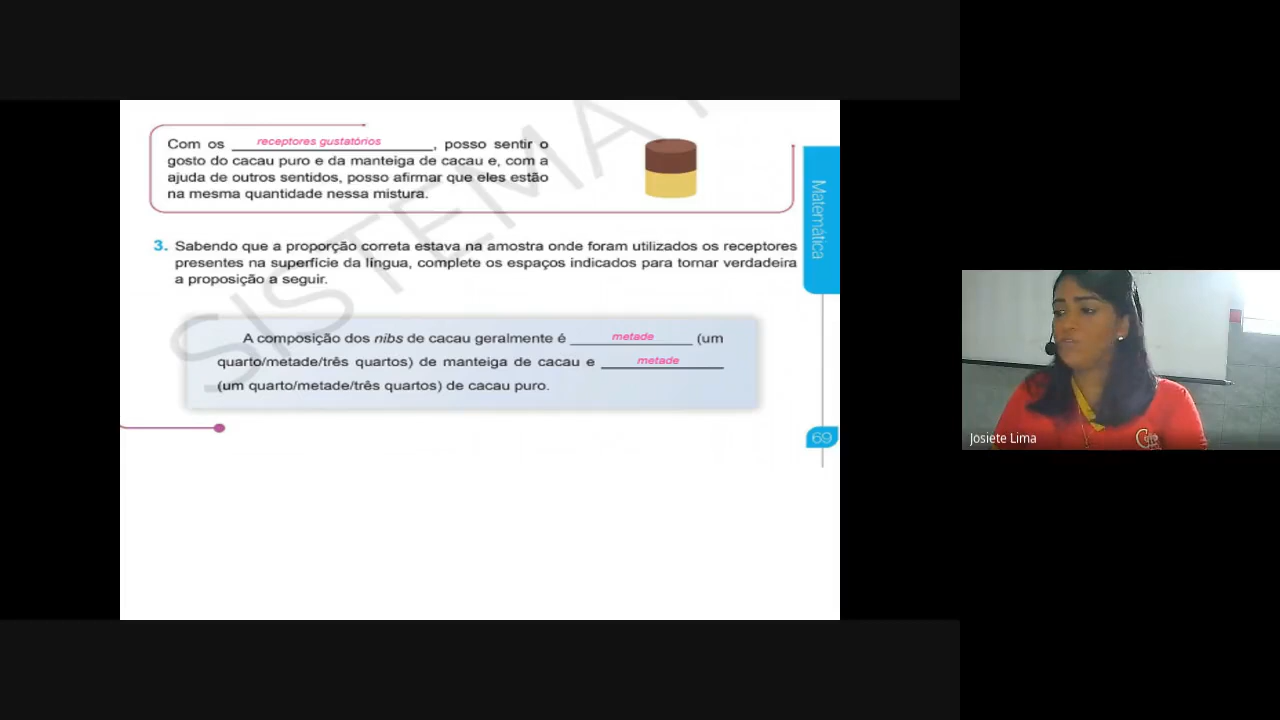 SISTEMA
Com os receptores gustatórios, posso sentir o
gosto do cacau puro e da manteiga de cacau e, com a
ajuda de outros sentidos, posso afirmar que eles estão
na mesma quantidade nessa mistura.
Matemática
3. Sabendo que a proporção correta estava na amostra onde foram utilizados os receptores
presentes na superfície da língua, complete os espaços indicados para tornar verdadeira
a proposição a seguir.
A composição dos nibs de cacau geralmente é metade (um
quarto/metade/três quartos) de manteiga de cacau e metade
(um quarto/metade/três quartos) de cacau puro.
69
Josiete Lima